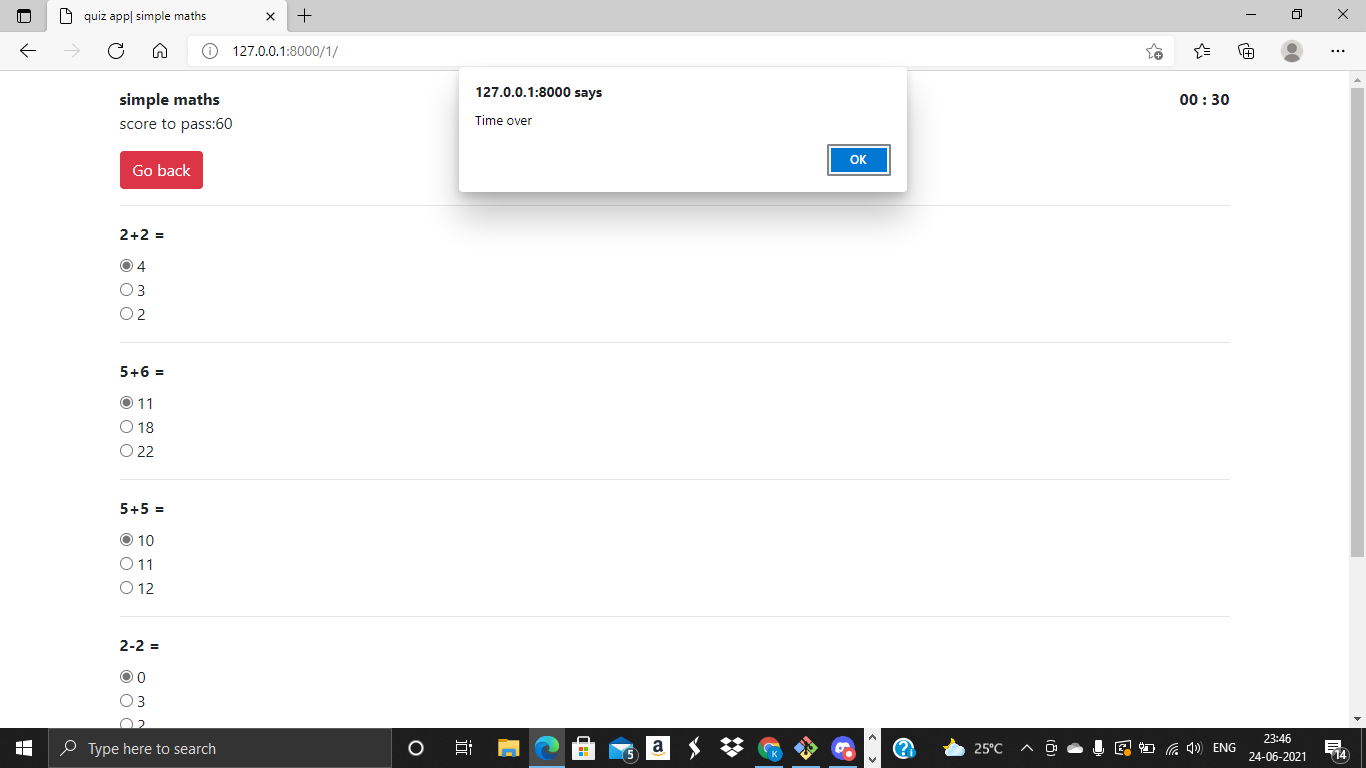 quiz app| simple maths
127.0.0.1:8000/1/
127.0.0.1:8000 says
Time over
OK
simple maths
00 : 30
score to pass:60
Go back
2+2 =
4
3
2
5+6 =
11
18
22
5+5 =
10
11
12
2-2 =
0
3
2
Type here to search
5
a
K
25°C
ENG
23:46
24-06-2021
14